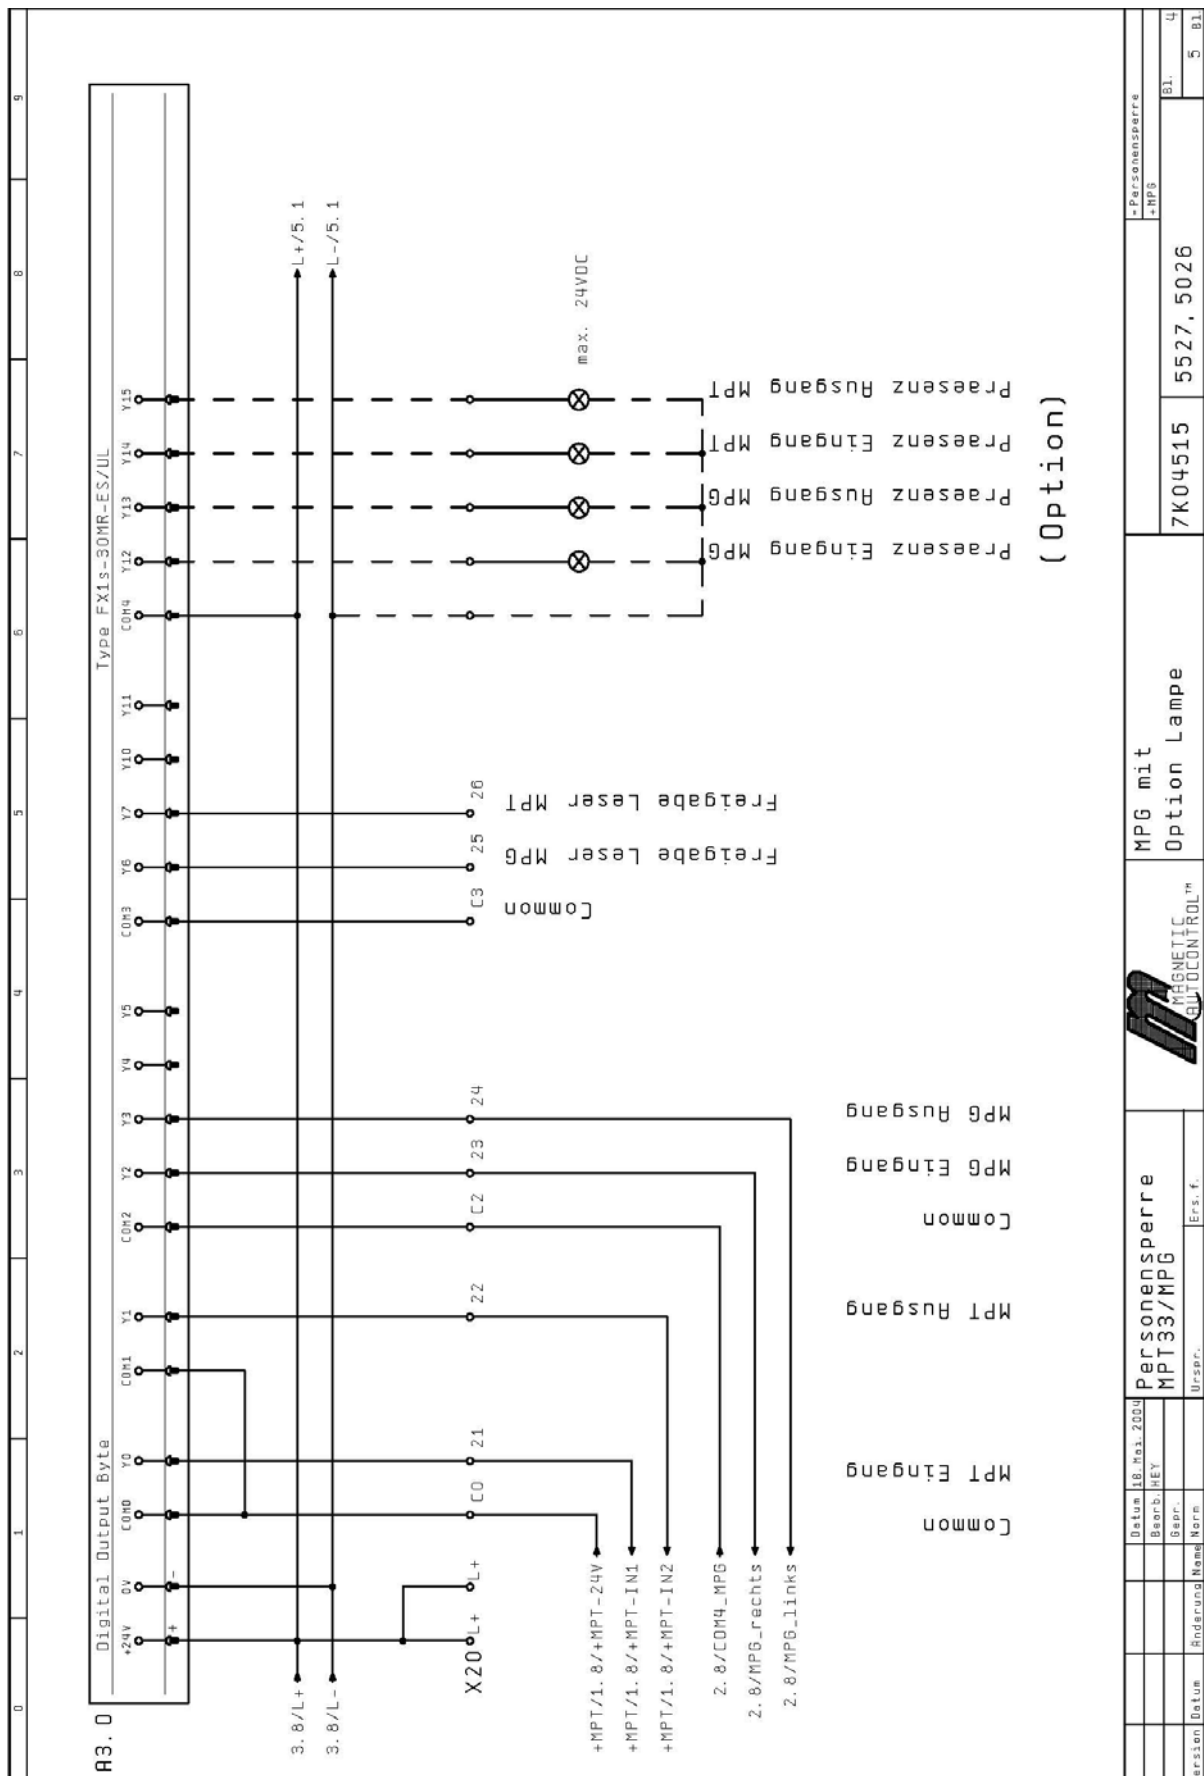 0 1 2 3 4 5 6 7 8 9
A3.0
Digital Output Byte
Type FX1s-30MR-ES/UL
+24V 0V COM0 Y0 COM1 Y1 COM2 Y2 Y3 Y4 Y5 COM3 Y6 Y7 Y10 Y11 COM4 Y12 Y13 Y14 Y15
+ -
3.8/L+
L+/5.1
3.8/L-
L-/5.1
X20 L+ L+ C0 21 22 C2 23 24 C3 25 26
+MPT/1.8/+MPT-24V
+MPT/1.8/+MPT-IN1
+MPT/1.8/+MPT-IN2
2.8/COM4_MPG
2.8/MPG_rechts
2.8/MPG_links
max. 24VDC
Common
MPT Eingang
MPT Ausgang
Common
MPG Eingang
MPG Ausgang
Common
Freigabe Leser MPG
Freigabe Leser MPT
Praesenz Eingang MPG
Praesenz Ausgang MPG
Praesenz Eingang MPT
Praesenz Ausgang MPT
(Option)
Datum 18.Mai.2004
Bearb. HEY
Gepr.
ersion Datum Änderung Name Norm
Personensperre
MPT33/MPG
Urspr.
Ers.f.
m
MAGNETIC
AUTOCONTROL™
MPG mit
Option Lampe
7K04515
5527,5026
=Personensperre
+MPG
Bl. 4
5 Bl.